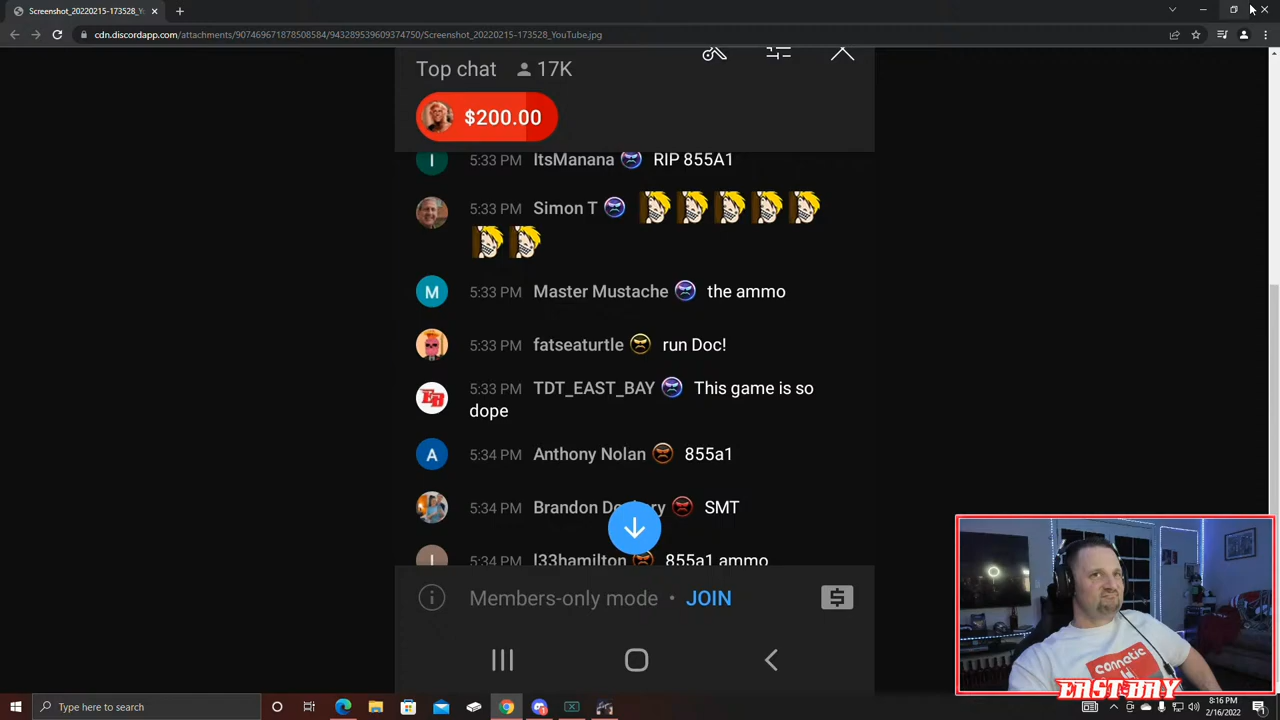 Screenshot_20220215-173528_You
cdn.discordapp.com/attachments/907469671878508584/943289539609374750/Screenshot_20220215-173528_YouTube.jpg
Top chat 17K
$200.00
I 5:33 PM ItsManana RIP 855A1
5:33 PM Simon T
M 5:33 PM Master Mustache the ammo
5:33 PM fatseaturtle run Doc!
EB 5:33 PM TDT_EAST_BAY This game is so
dope
A 5:34 PM Anthony Nolan 855a1
5:34 PM Brandon SMT
5:34 PM l33hamilton 855a1 ammo
Members-only mode • JOIN
connetic
EAST BAY
Type here to search
8:16 PM
2/16/2022